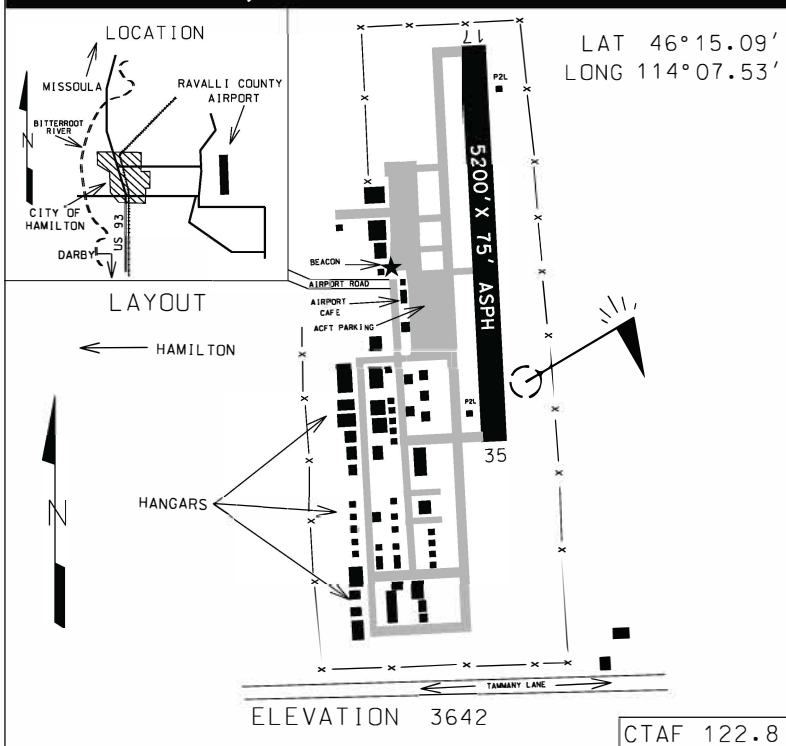 LOCATION
MISSOULA
RAVALLI COUNTY
AIRPORT
BITTERROOT
RIVER
N
CITY OF
HAMILTON
US 93
DARBY
LAT 46°15.09'
LONG 114°07.53'
17
P2L
5200' X 75' ASPH
BEACON
AIRPORT ROAD
AIRPORT
CAFE
ACFT PARKING
LAYOUT
HAMILTON
P2L
35
N
HANGARS
TAMMANY LANE
ELEVATION 3642
CTAF 122.8